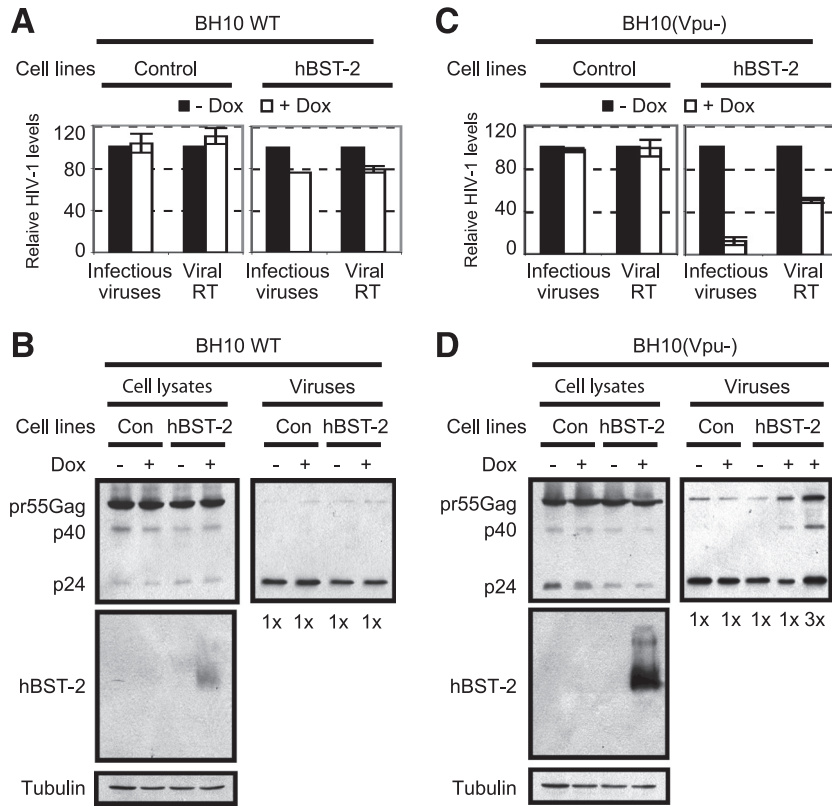 A
BH10 WT
Cell lines Control hBST-2
- Dox + Dox
Relaive HIV-1 levels
120
80
40
0
Infectious viruses Viral RT Infectious viruses Viral RT
C
BH10(Vpu-)
Cell lines Control hBST-2
- Dox + Dox
Relaive HIV-1 levels
120
80
40
0
Infectious viruses Viral RT Infectious viruses Viral RT
B
BH10 WT
Cell lysates Viruses
Cell lines Con hBST-2 Con hBST-2
Dox - + - + - + - +
pr55Gag
p40
p24
1x 1x 1x 1x
hBST-2
Tubulin
D
BH10(Vpu-)
Cell lysates Viruses
Cell lines Con hBST-2 Con hBST-2
Dox - + - + - + - + +
pr55Gag
p40
p24
1x 1x 1x 1x 3x
hBST-2
Tubulin